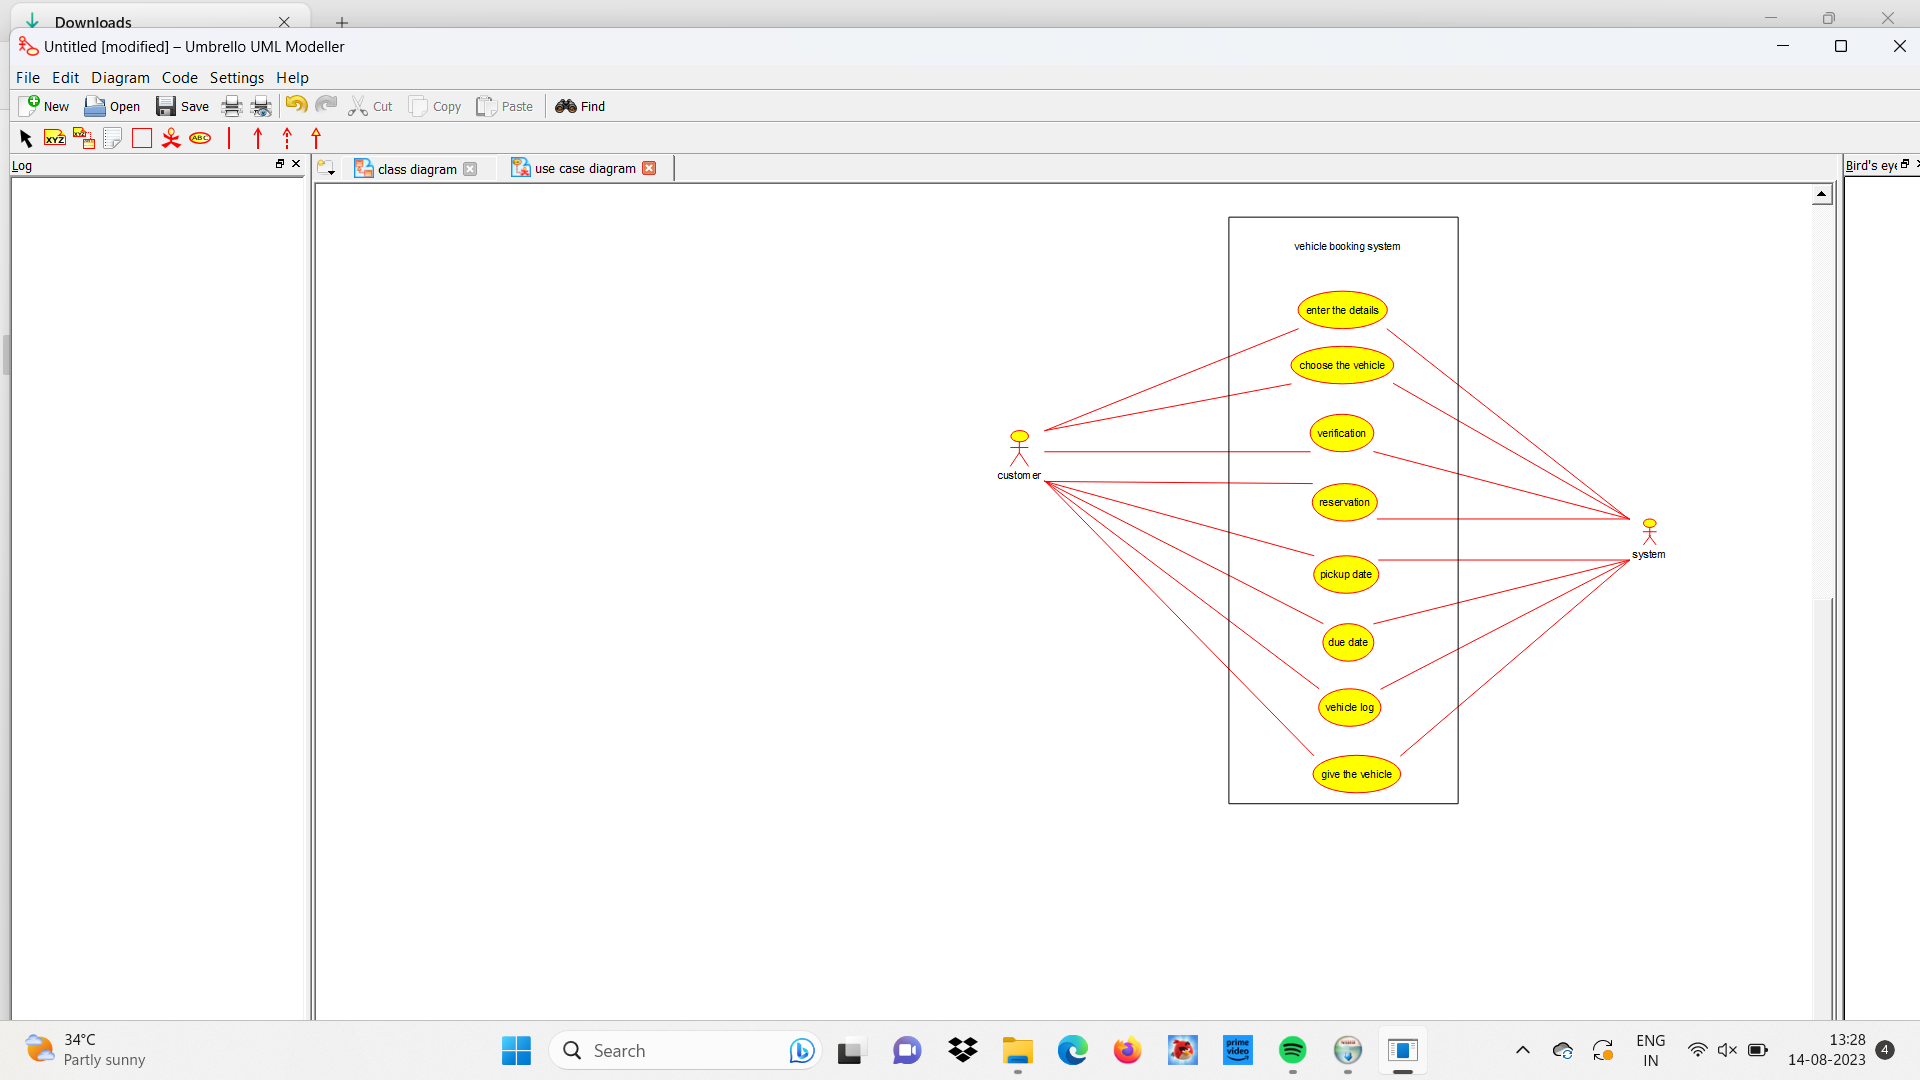 Downloads
Untitled [modified] – Umbrello UML Modeller
File Edit Diagram Code Settings Help
New Open Save Cut Copy Paste Find
XYZ XYZ ABC
Log
class diagram use case diagram
Bird's eye
vehicle booking system
enter the details
choose the vehicle
verification
customer
reservation
system
pickup date
due date
vehicle log
give the vehicle
34°C
Partly sunny
Search
prime
video
ENG
IN
13:28
14-08-2023
4